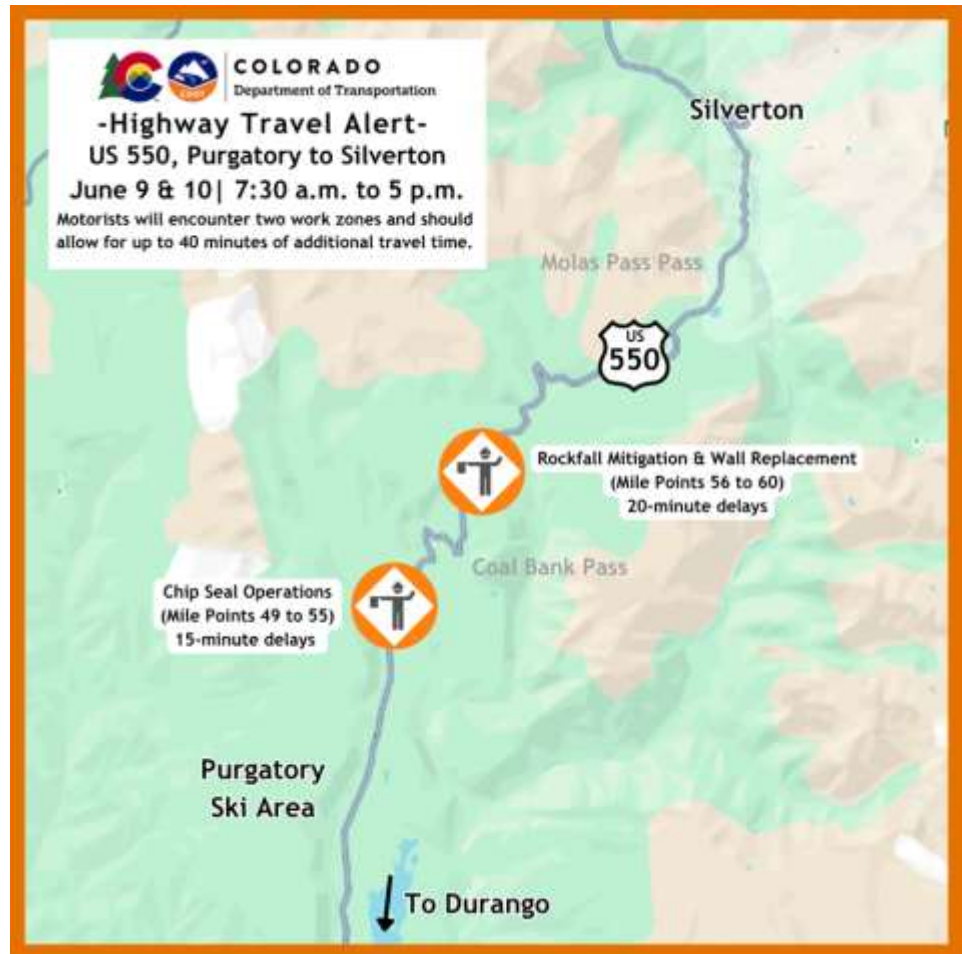 COLORADO
Department of Transportation
-Highway Travel Alert-
US 550, Purgatory to Silverton
June 9 & 10| 7:30 a.m. to 5 p.m.
Motorists will encounter two work zones and should
allow for up to 40 minutes of additional travel time.
Silverton
Molas Pass Pass
US
550
Rockfall Mitigation & Wall Replacement
(Mile Points 56 to 60)
20-minute delays
Coal Bank Pass
Chip Seal Operations
(Mile Points 49 to 55)
15-minute delays
Purgatory
Ski Area
To Durango